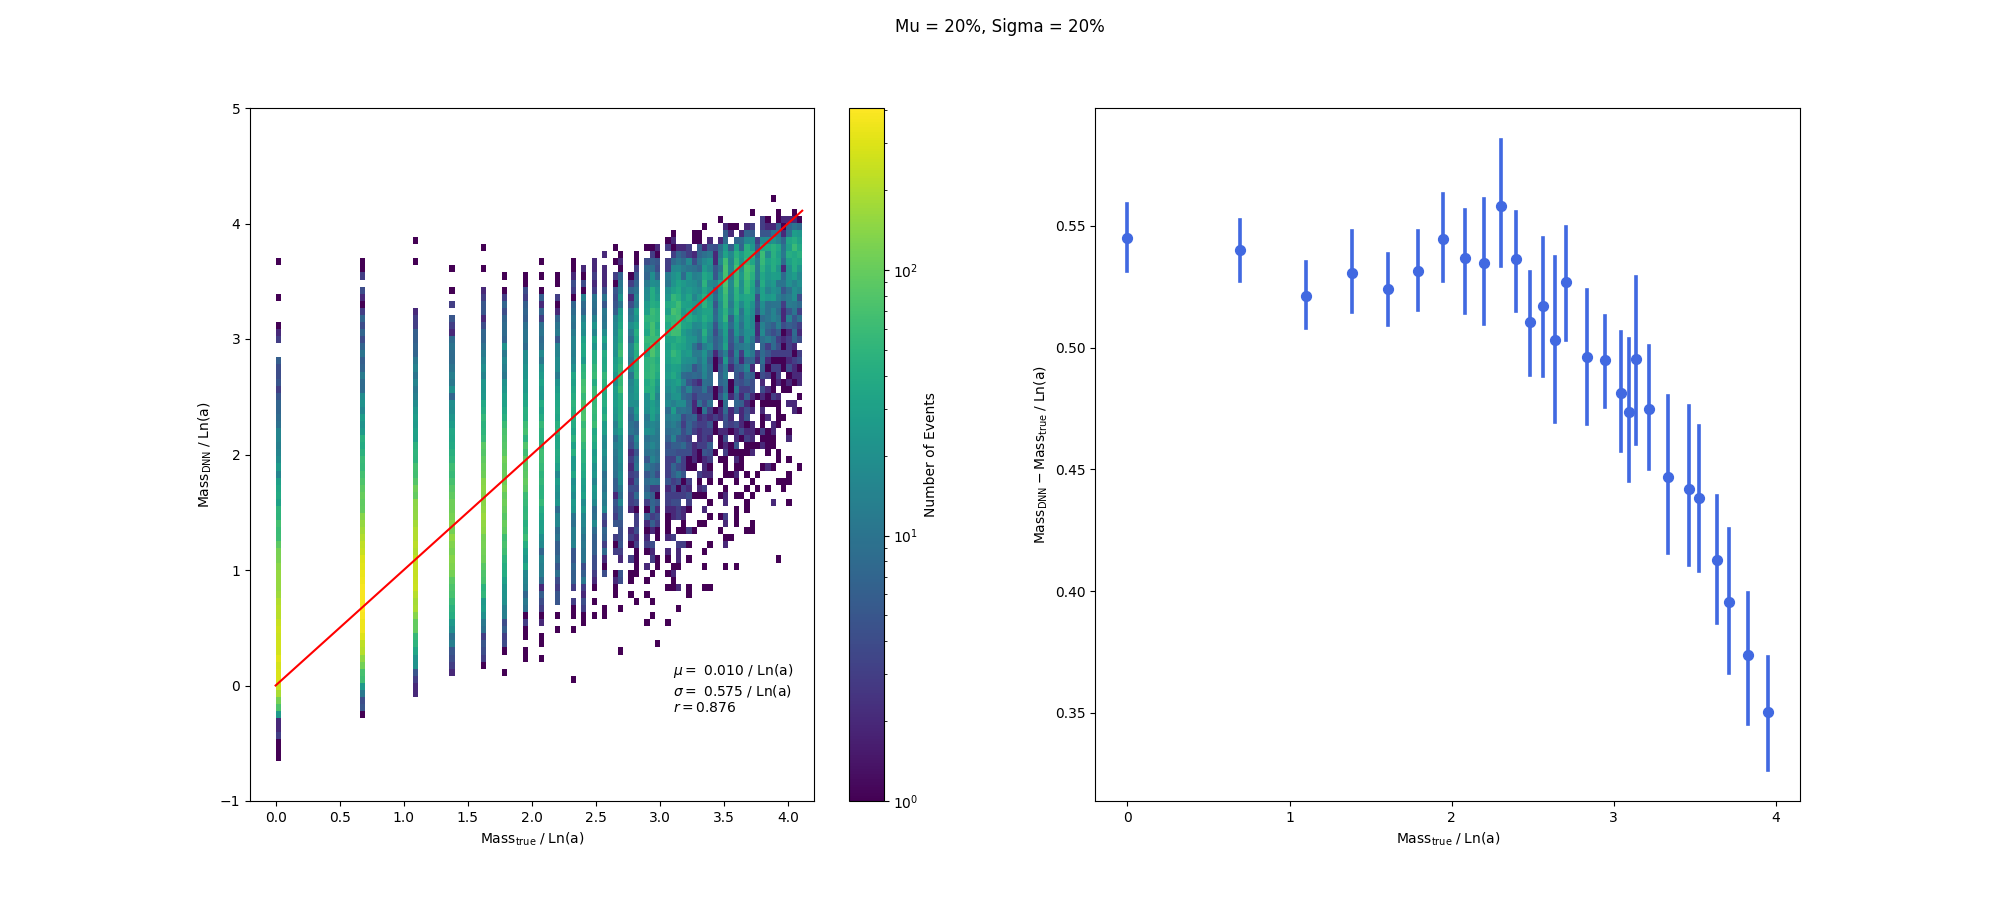 Mu = 20%, Sigma = 20%
5
4
3
2
1
0
−1
Mass_DNN / Ln(a)
μ = 0.010 / Ln(a)
σ = 0.575 / Ln(a)
r = 0.876
0.0 0.5 1.0 1.5 2.0 2.5 3.0 3.5 4.0
Mass_true / Ln(a)
10^2
10^1
10^0
Number of Events
0.55
0.50
0.45
0.40
0.35
Mass_DNN − Mass_true / Ln(a)
0 1 2 3 4
Mass_true / Ln(a)